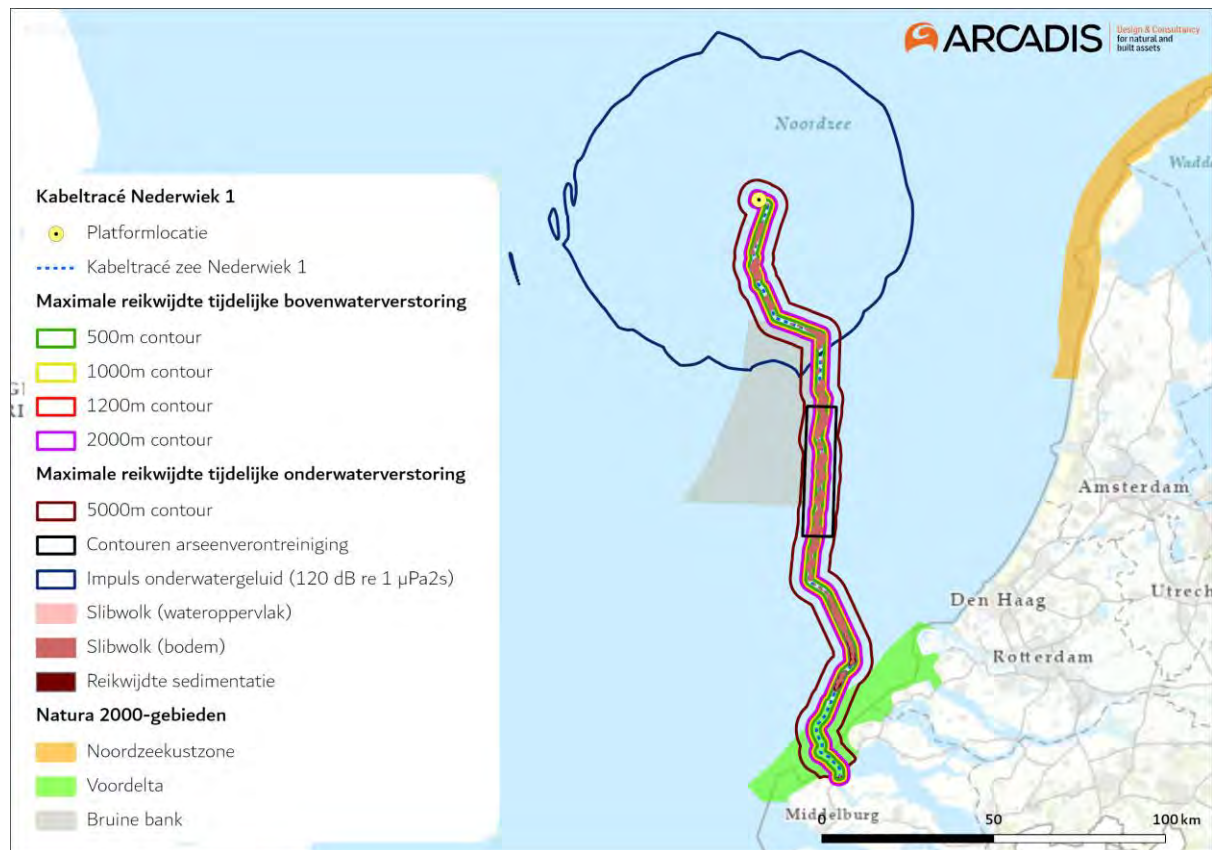 ARCADIS
Design & Consultancy
for natural and
built assets
Noordzee
Wadd
Kabeltracé Nederwiek 1
Platformlocatie
Kabeltracé zee Nederwiek 1
Maximale reikwijdte tijdelijke bovenwaterverstoring
500m contour
1000m contour
1200m contour
2000m contour
Maximale reikwijdte tijdelijke onderwaterverstoring
5000m contour
Contouren arseenverontreiniging
Impuls onderwatergeluid (120 dB re 1 µPa2s)
Slibwolk (wateroppervlak)
Slibwolk (bodem)
Reikwijdte sedimentatie
Natura 2000-gebieden
Noordzeekustzone
Voordelta
Bruine bank
Amsterdam
Den Haag
Utrech
Rotterdam
Middelburg
0
50
100 km